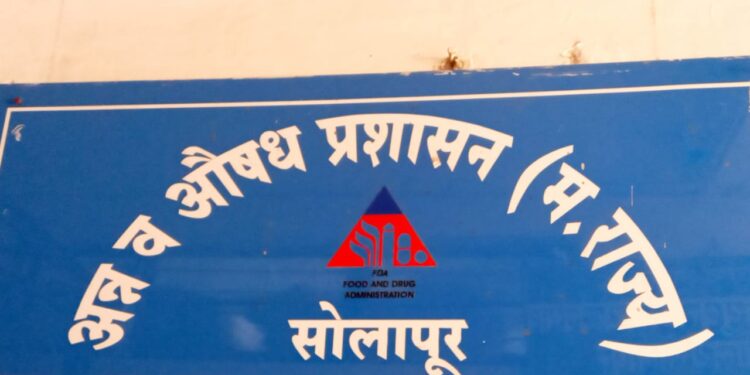 अन्न व औषध प्रशासन (म. राज्य)
FDA
FOOD AND DRUG
ADMINISTRATION
सोलापूर